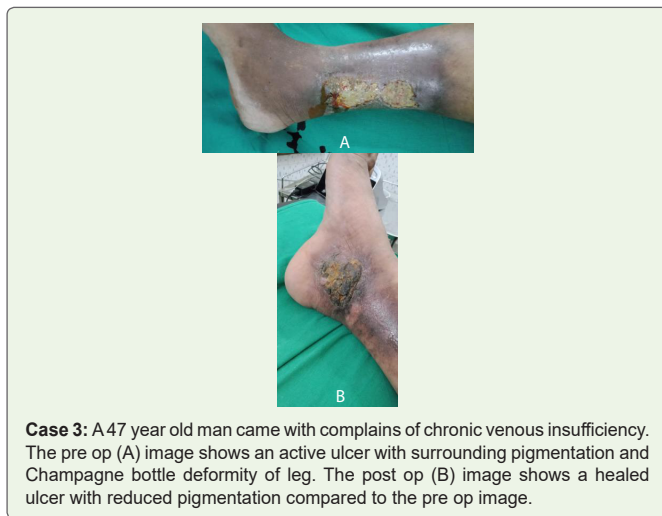 A
B
Case 3: A 47 year old man came with complains of chronic venous insufficiency.
The pre op (A) image shows an active ulcer with surrounding pigmentation and
Champagne bottle deformity of leg. The post op (B) image shows a healed
ulcer with reduced pigmentation compared to the pre op image.